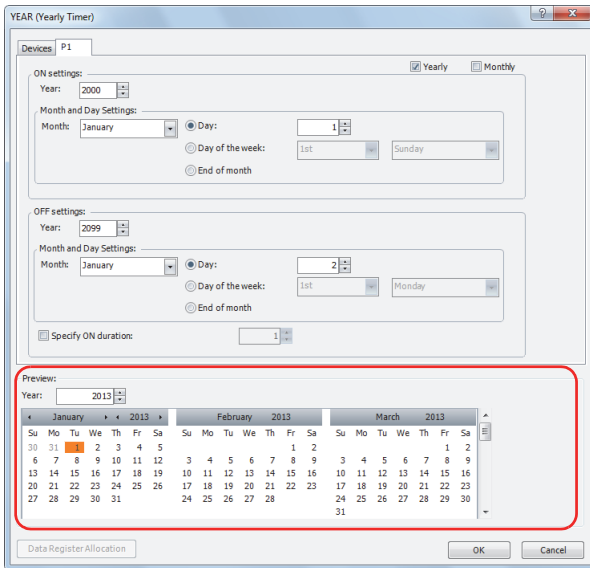 YEAR (Yearly Timer)
Devices P1
Yearly Monthly
ON settings:
Year: 2000
Month and Day Settings:
Month: January Day: 1
Day of the week: 1st Sunday
End of month
OFF settings:
Year: 2099
Month and Day Settings:
Month: January Day: 2
Day of the week: 1st Monday
End of month
Specify ON duration: 1
Preview:
Year: 2013
January 2013 February 2013 March 2013
Su Mo Tu We Th Fr Sa Su Mo Tu We Th Fr Sa Su Mo Tu We Th Fr Sa
30 31 1 2 3 4 5 1 2 1 2
6 7 8 9 10 11 12 3 4 5 6 7 8 9 3 4 5 6 7 8 9
13 14 15 16 17 18 19 10 11 12 13 14 15 16 10 11 12 13 14 15 16
20 21 22 23 24 25 26 17 18 19 20 21 22 23 17 18 19 20 21 22 23
27 28 29 30 31 24 25 26 27 28 24 25 26 27 28 29 30
31
Data Register Allocation OK Cancel